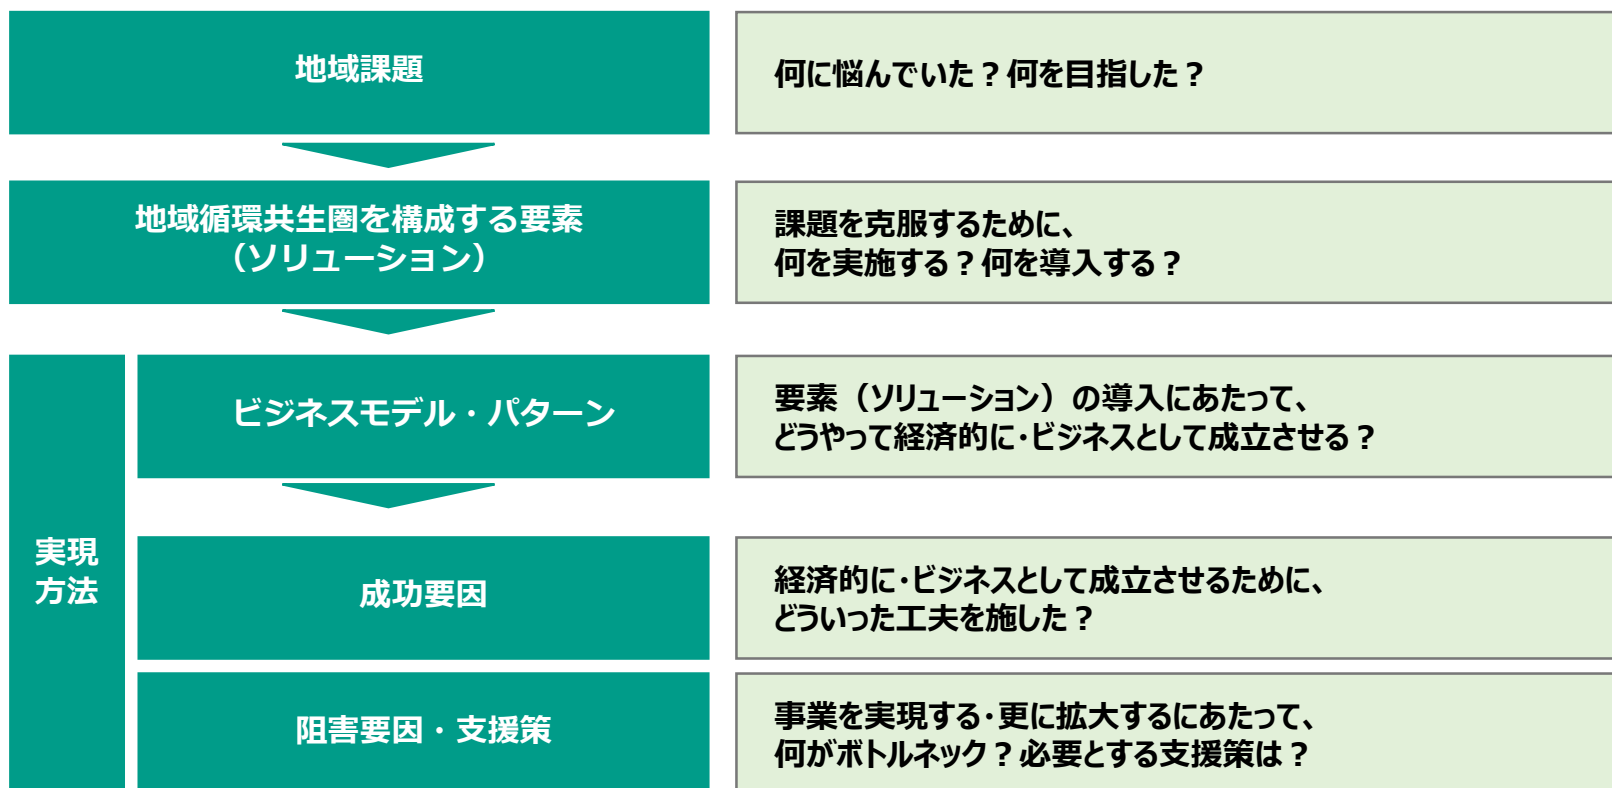 地域課題
何に悩んでいた？何を目指した？
地域循環共生圏を構成する要素
（ソリューション）
課題を克服するために、
何を実施する？何を導入する？
実現
方法
ビジネスモデル・パターン
要素（ソリューション）の導入にあたって、
どうやって経済的に・ビジネスとして成立させる？
成功要因
経済的に・ビジネスとして成立させるために、
どういった工夫を施した？
阻害要因・支援策
事業を実現する・更に拡大するにあたって、
何がボトルネック？必要とする支援策は？